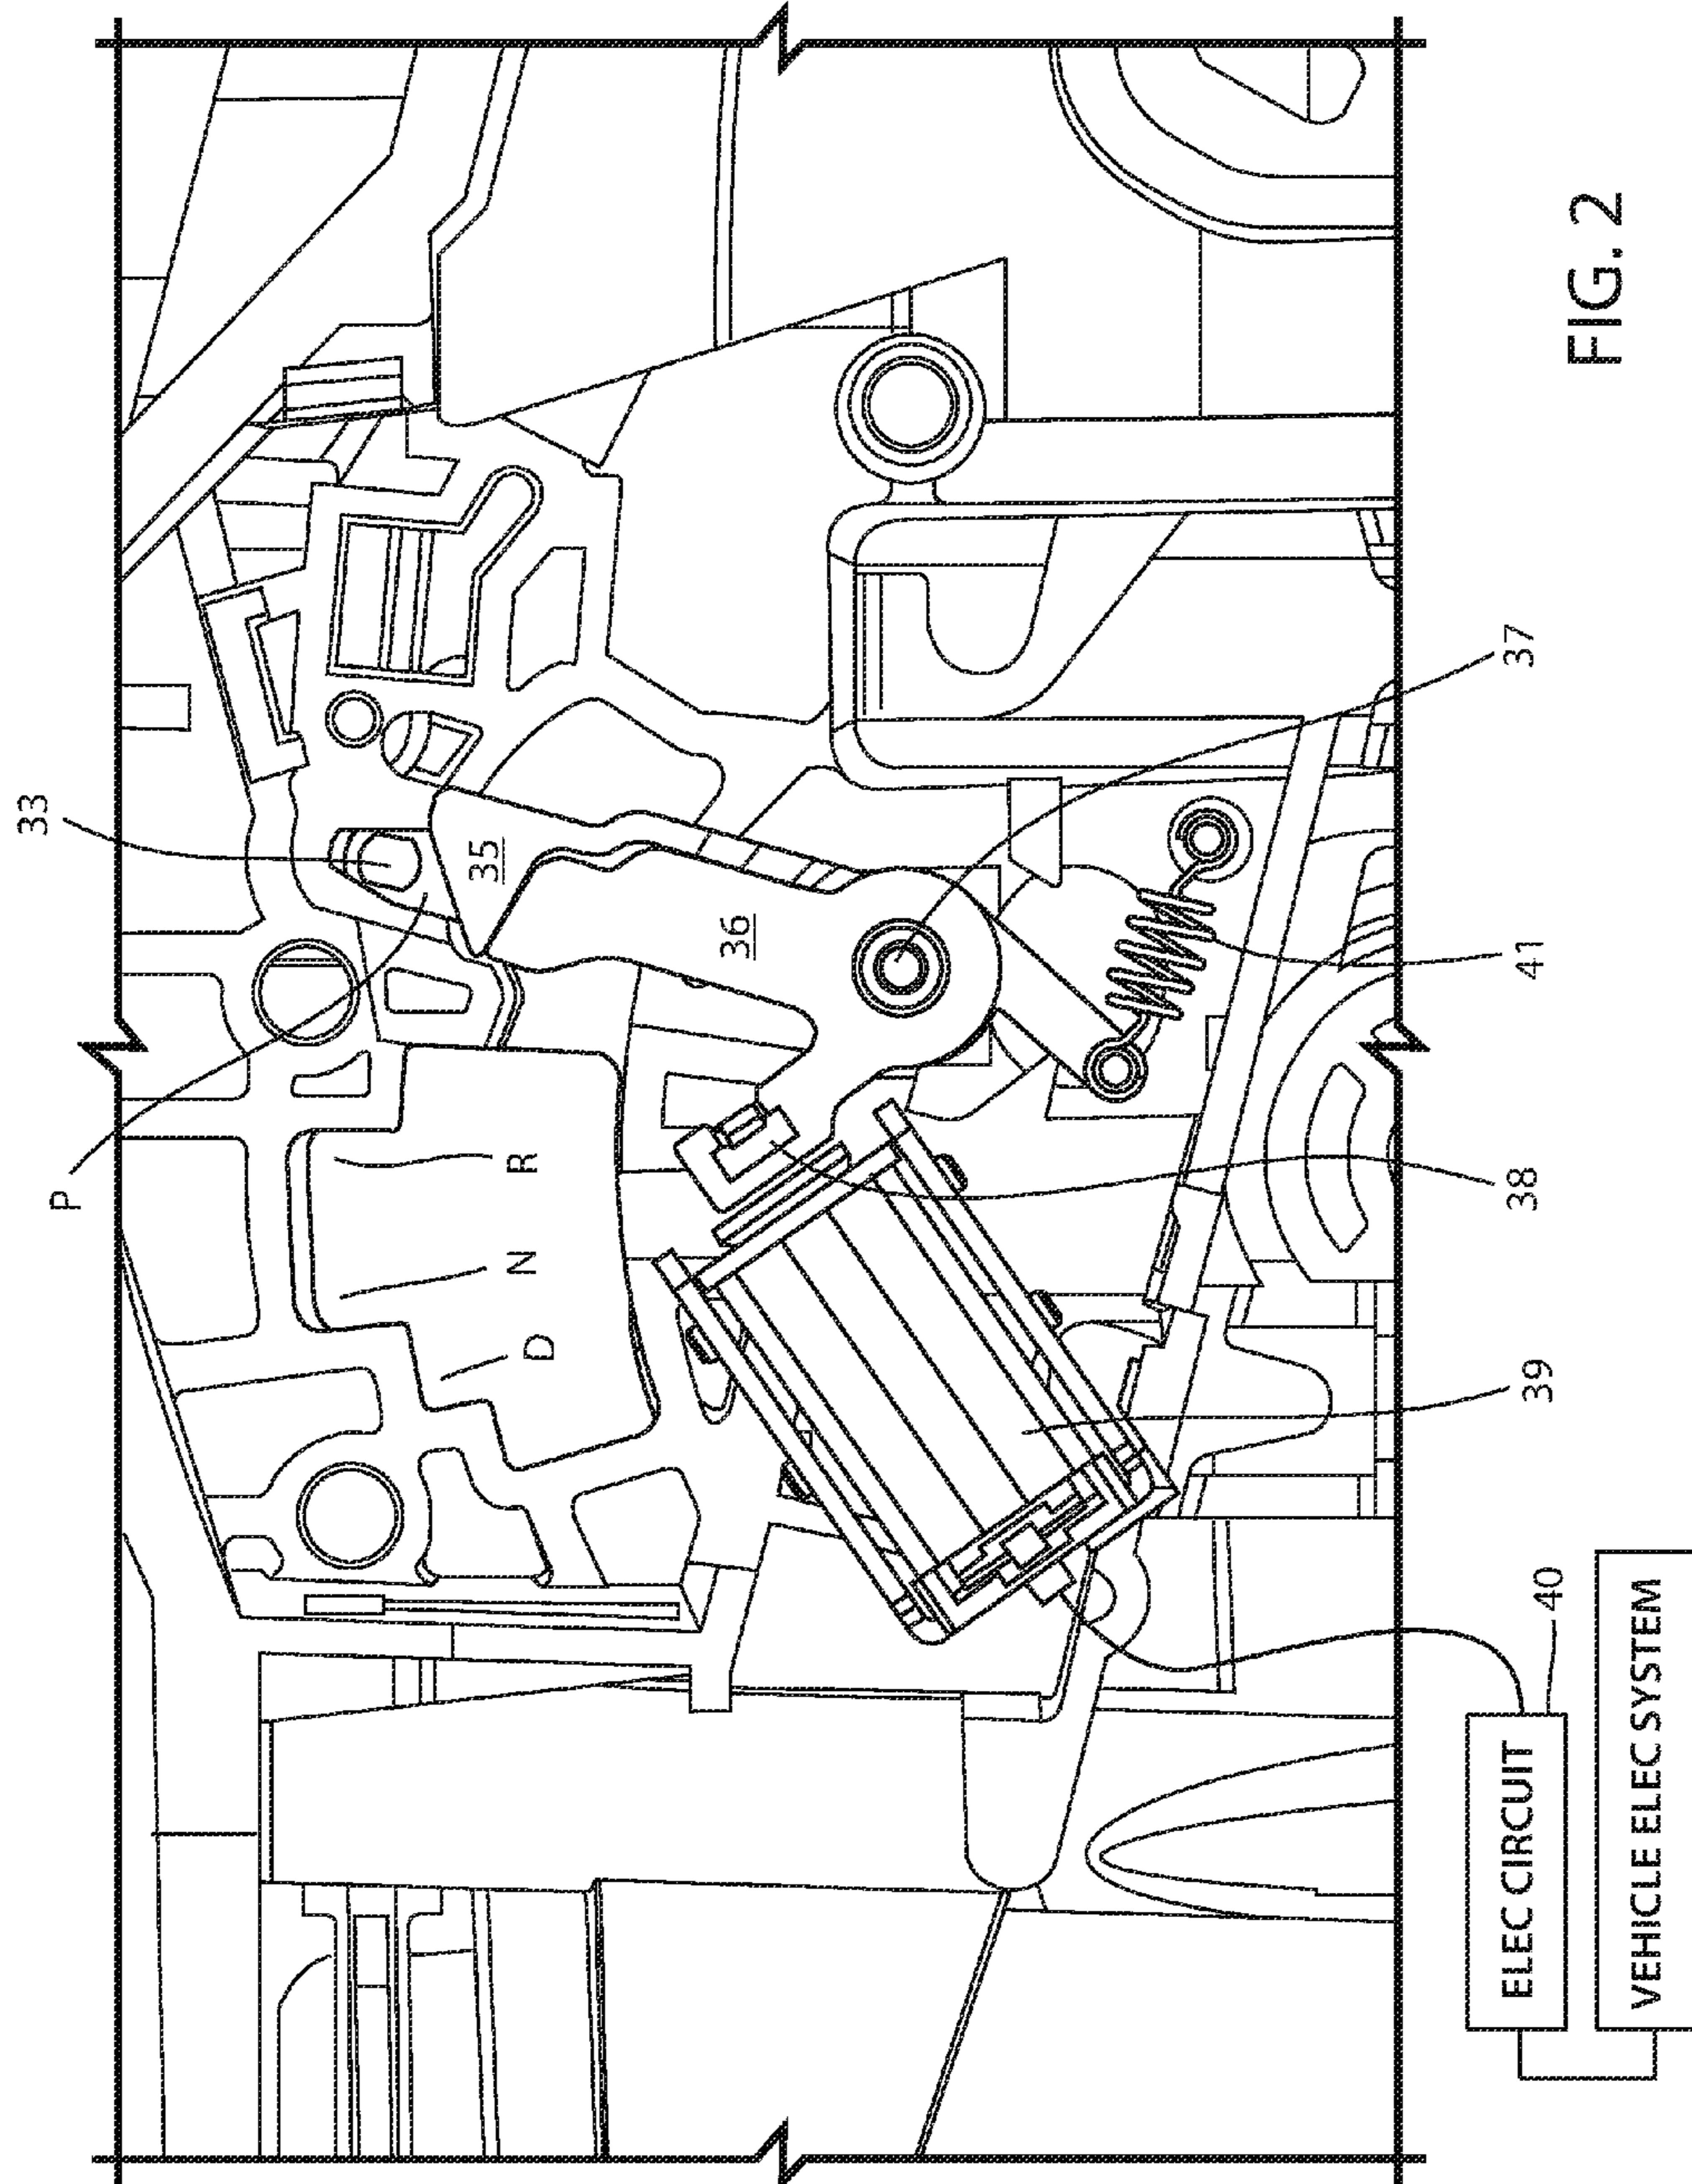 P
33
R
N
D
35
36
37
38
39
40
41
ELEC CIRCUIT
VEHICLE ELEC SYSTEM
FIG. 2